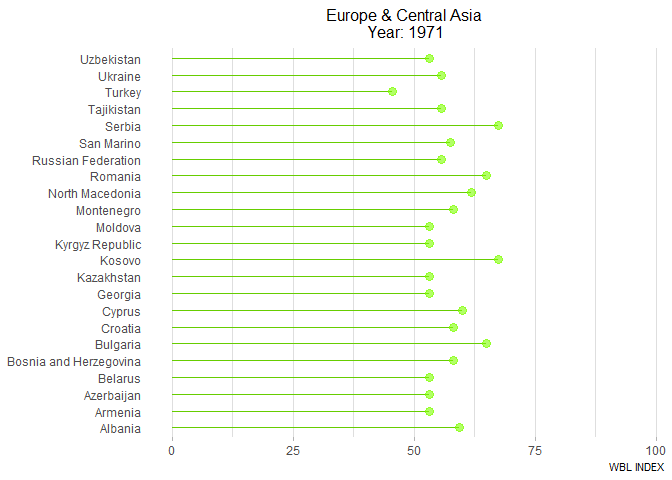 Europe & Central Asia
Year: 1971
Uzbekistan
Ukraine
Turkey
Tajikistan
Serbia
San Marino
Russian Federation
Romania
North Macedonia
Montenegro
Moldova
Kyrgyz Republic
Kosovo
Kazakhstan
Georgia
Cyprus
Croatia
Bulgaria
Bosnia and Herzegovina
Belarus
Azerbaijan
Armenia
Albania
0 25 50 75 100
WBL INDEX